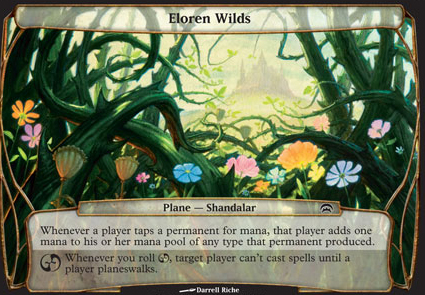 Eloren Wilds
Plane — Shandalar
Whenever a player taps a permanent for mana, that player adds one
mana to his or her mana pool of any type that permanent produced.
Whenever you roll , target player can't cast spells until a
player planeswalks.
Darrell Riche